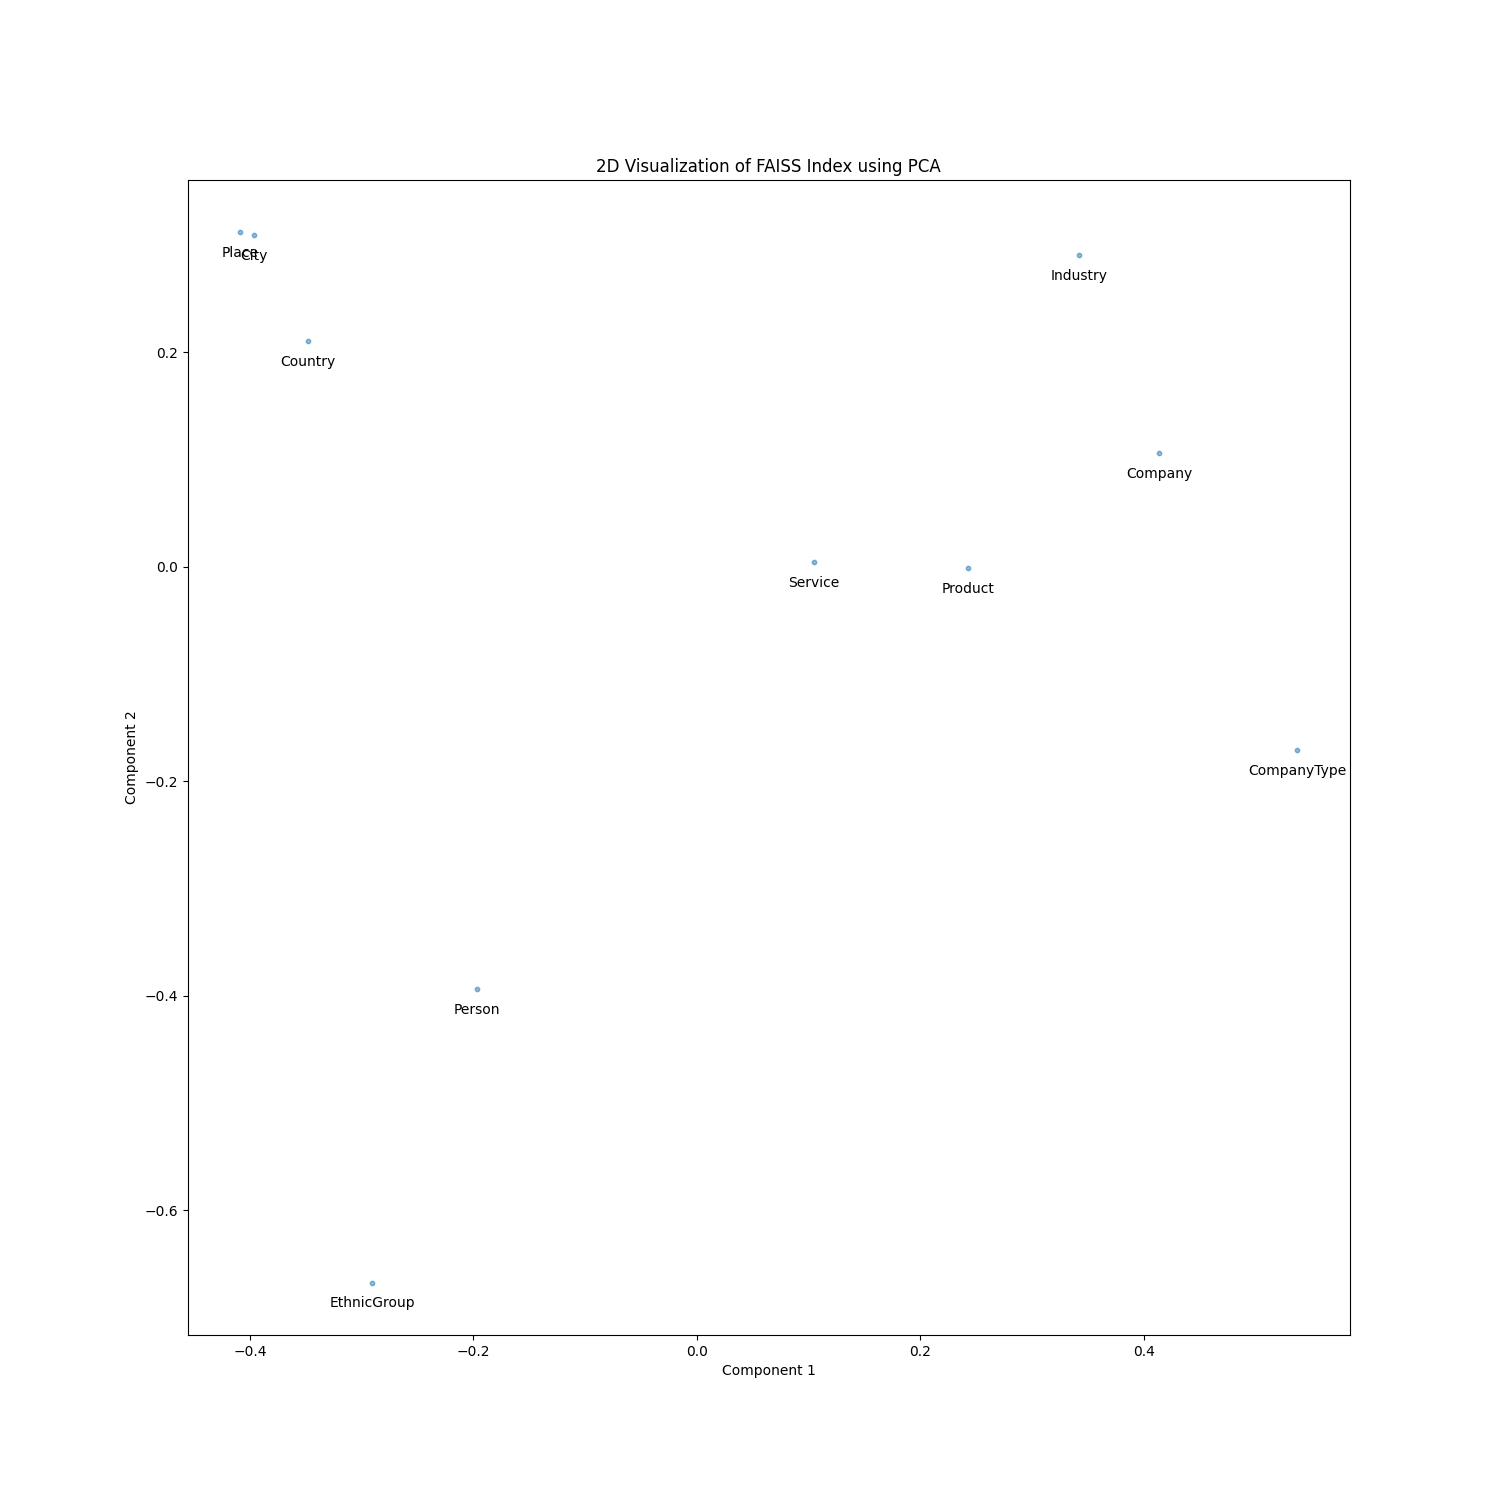 2D Visualization of FAISS Index using PCA
Place
City
Industry
Country
Company
Service
Product
CompanyType
Person
EthnicGroup
0.2
0.0
−0.2
−0.4
−0.6
Component 2
−0.4
−0.2
0.0
0.2
0.4
Component 1